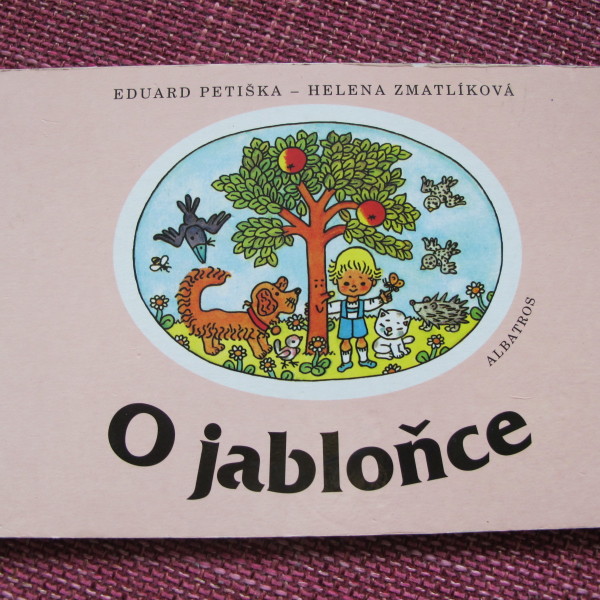 EDUARD PETIŠKA – HELENA ZMATLÍKOVÁ
ALBATROS
O jabloňce